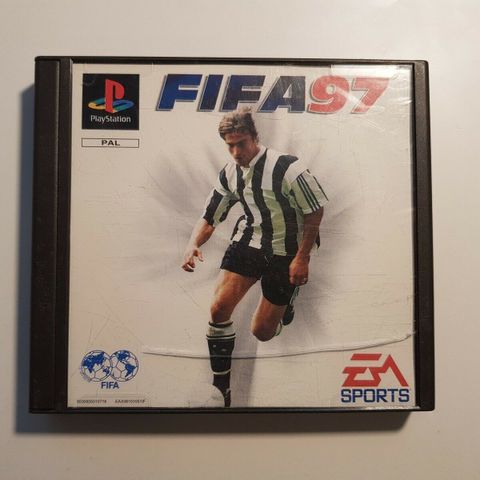 FIFA97
PlayStation
PAL
FIFA
EA
SPORTS